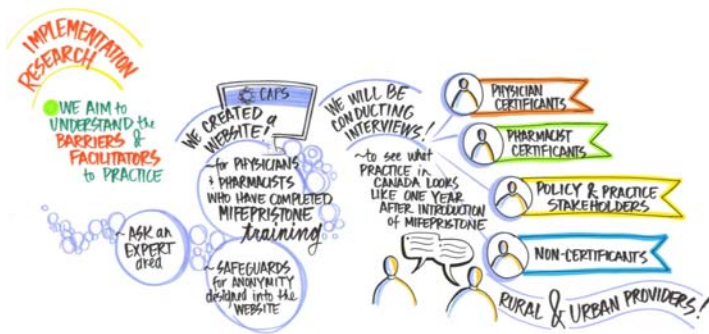 IMPLEMENTATION
RESEARCH
WE AIM to
UNDERSTAND the
BARRIERS &
FACILITATORS
to PRACTICE
~ ASK an
EXPERT
CAPS
WE CREATED a
WEBSITE!
~for PHYSICIANS
& PHARMACISTS
WHO HAVE COMPLETED
MIFEPRISTONE
training
~ SAFEGUARDS
for ANONYMITY
designed into the
WEBSITE
WE WILL BE
CONDUCTING
INTERVIEWS!
~to see what
PRACTICE in
CANADA LOOKS
LIKE ONE YEAR
AFTER INTRODUCTION
of MIFEPRISTONE
PHYSICIAN
CERTIFICANTS
PHARMACIST
CERTIFICANTS
POLICY & PRACTICE
STAKEHOLDERS
NON-CERTIFICANTS
RURAL & URBAN PROVIDERS!